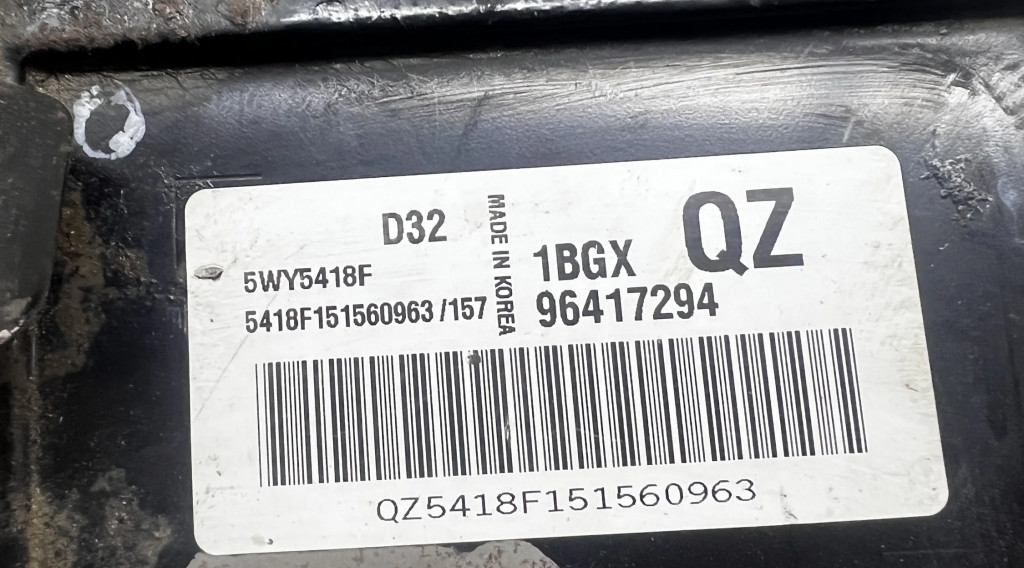 D32
5WY5418F
5418F151560963 /157
MADE IN KOREA
1BGX
QZ
96417294
QZ5418F151560963